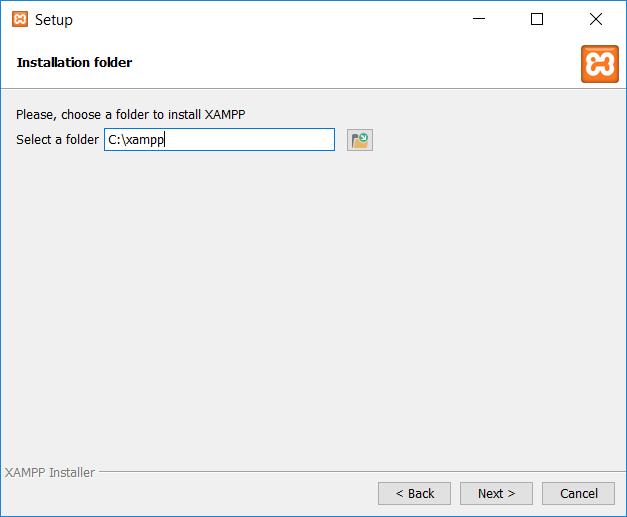 Setup
Installation folder
Please, choose a folder to install XAMPP
Select a folder C:\xampp
XAMPP Installer
< Back Next > Cancel